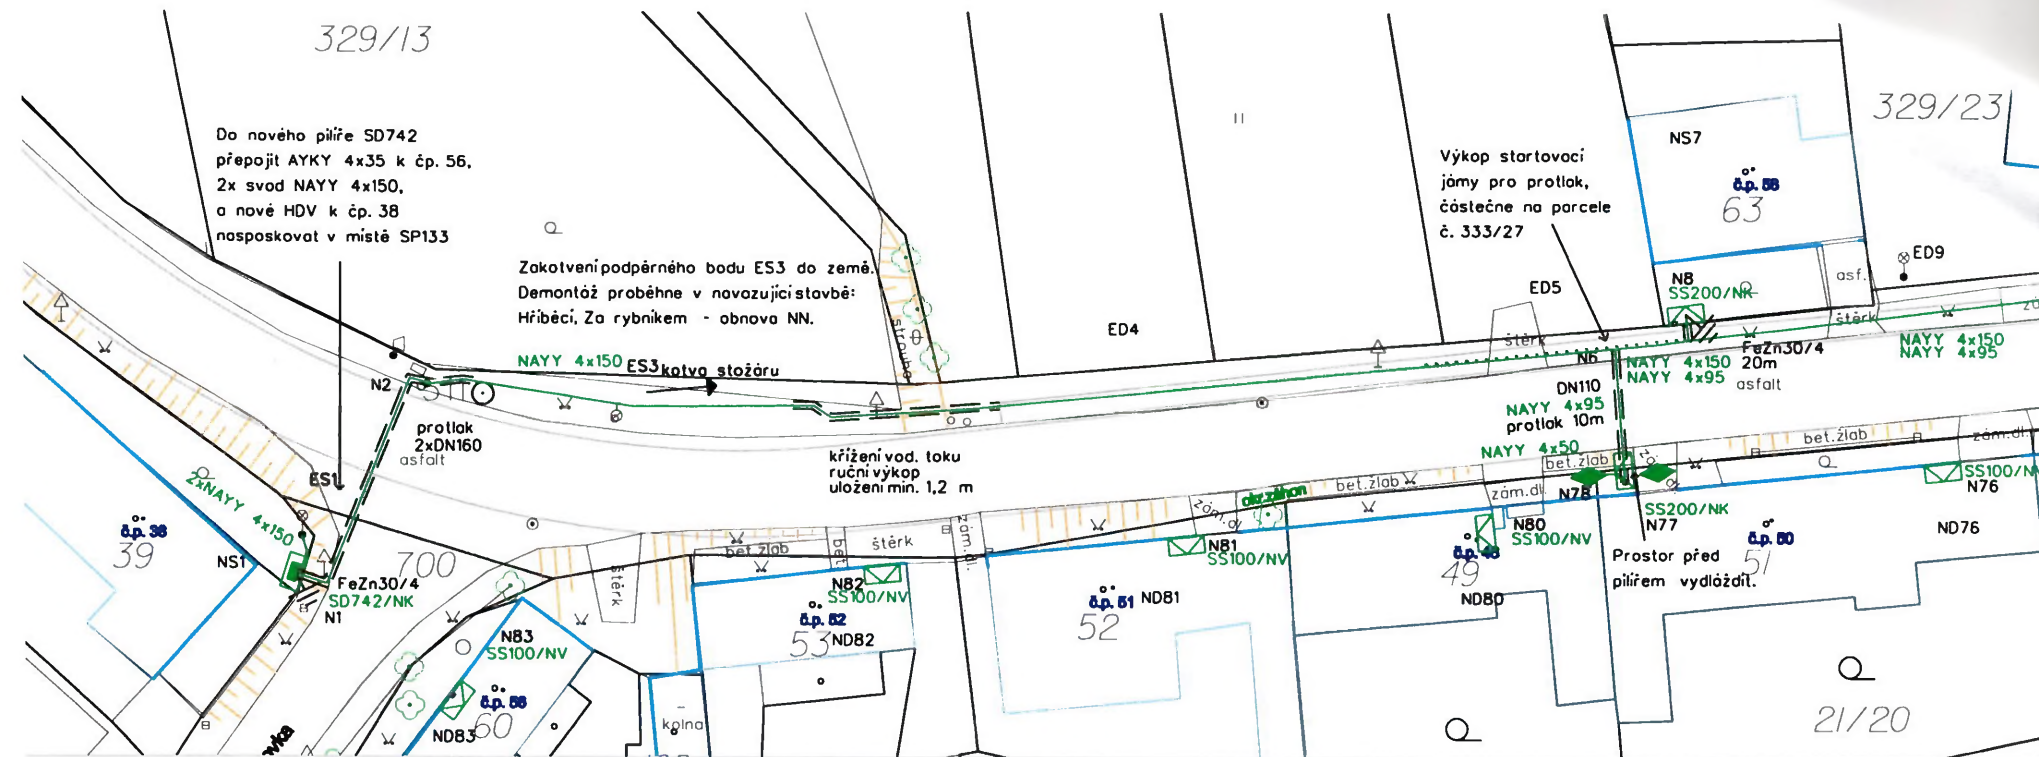 329/13
329/23
Do nového pilíře SD742
přepojit AYKY 4x35 k čp. 56,
2x svod NAYY 4x150,
a nové HDV k čp. 38
naspojkovat v místě SP133
Zakotvení podpěrného bodu ES3 do země.
Demontáž proběhne v navazující stavbě:
Hříběcí, Za rybníkem - obnova NN.
Výkop startovací
jámy pro protlak,
částečne na parcele
č. 333/27
NS7
63
ED9
asf.
N8
SS200/NK
ED5
ED4
štěrk
štěrk
NAYY 4x150
ES3
kotva stožáru
N2
N6
NAYY 4x150
NAYY 4x95
FeZn30/4
20m
asfalt
NAYY 4x150
NAYY 4x95
DN110
NAYY 4x95
protlak 10m
NAYY 4x50
protlak
2xDN160
asfalt
křížení vod. toku
ruční výkop
uložení min. 1,2 m
ES1
2xNAYY 4x150
č.p. 38
39
NS1
700
FeZn30/4
SD742/NK
N1
bet.žlab
bet
štěrk
zám.dl.
štěrk
zám.dl
okr.záhon
bet.žlab
zám.dl.
bet.žlab
bet.žlab
zám.dl.
N78
N77
SS200/NK
SS100/N
N76
ND76
N80
SS100/NV
N81
SS100/NV
N82
SS100/NV
N83
SS100/NV
č.p. 52
53
ND82
č.p. 51
52
ND81
49
ND80
č.p. 50
51
Prostor před
pilířem vydláždit.
60
ND83
kolna
21/20